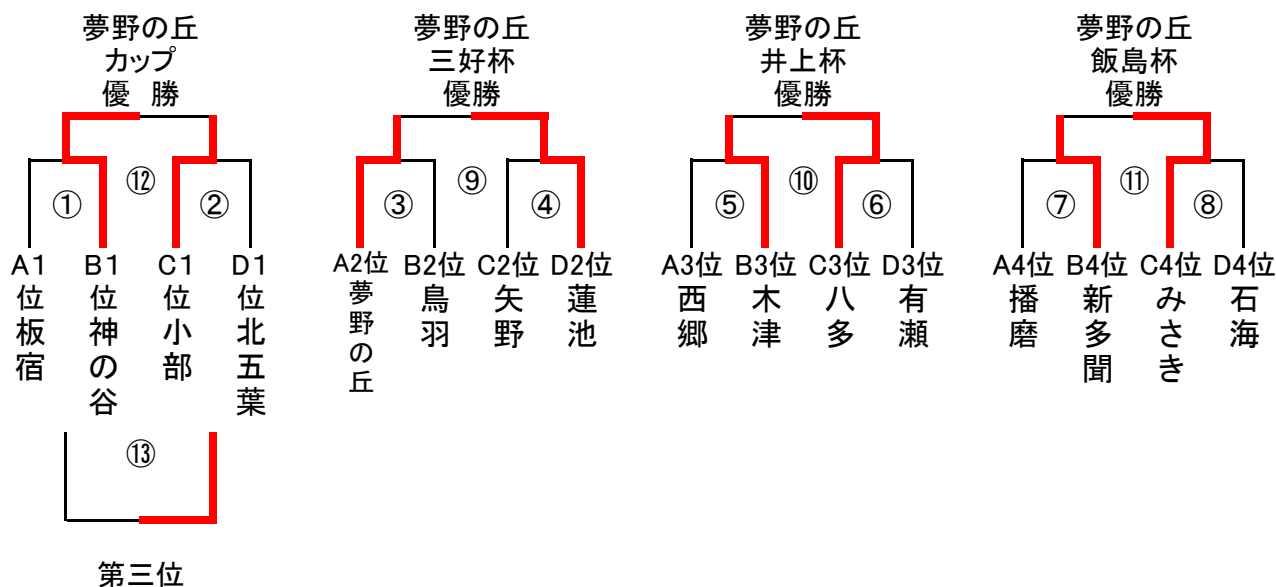 夢野の丘
カップ
優 勝
夢野の丘
三好杯
優勝
夢野の丘
井上杯
優勝
夢野の丘
飯島杯
優勝
⑫
①
②
⑨
③
④
⑩
⑤
⑥
⑪
⑦
⑧
A1位板宿
B1位神の谷
C1位小部
D1位北五葉
A2位夢野の丘
B2位鳥羽
C2位矢野
D2位蓮池
A3位西郷
B3位木津
C3位八多
D3位有瀬
A4位播磨
B4位新多聞
C4位みさき
D4位石海
⑬
第三位